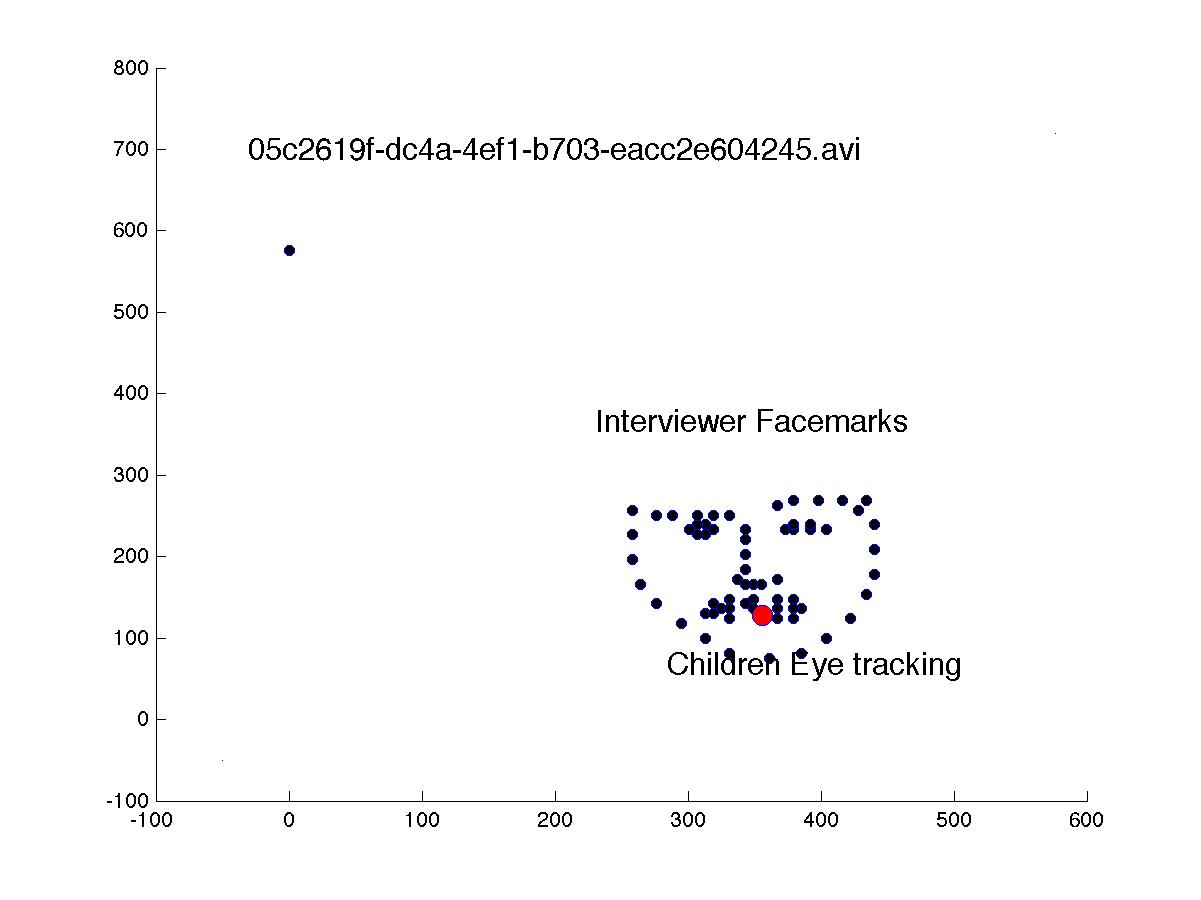 800
700
05c2619f-dc4a-4ef1-b703-eacc2e604245.avi
600
500
400
Interviewer Facemarks
300
200
100
Children Eye tracking
0
-100
-100 0 100 200 300 400 500 600